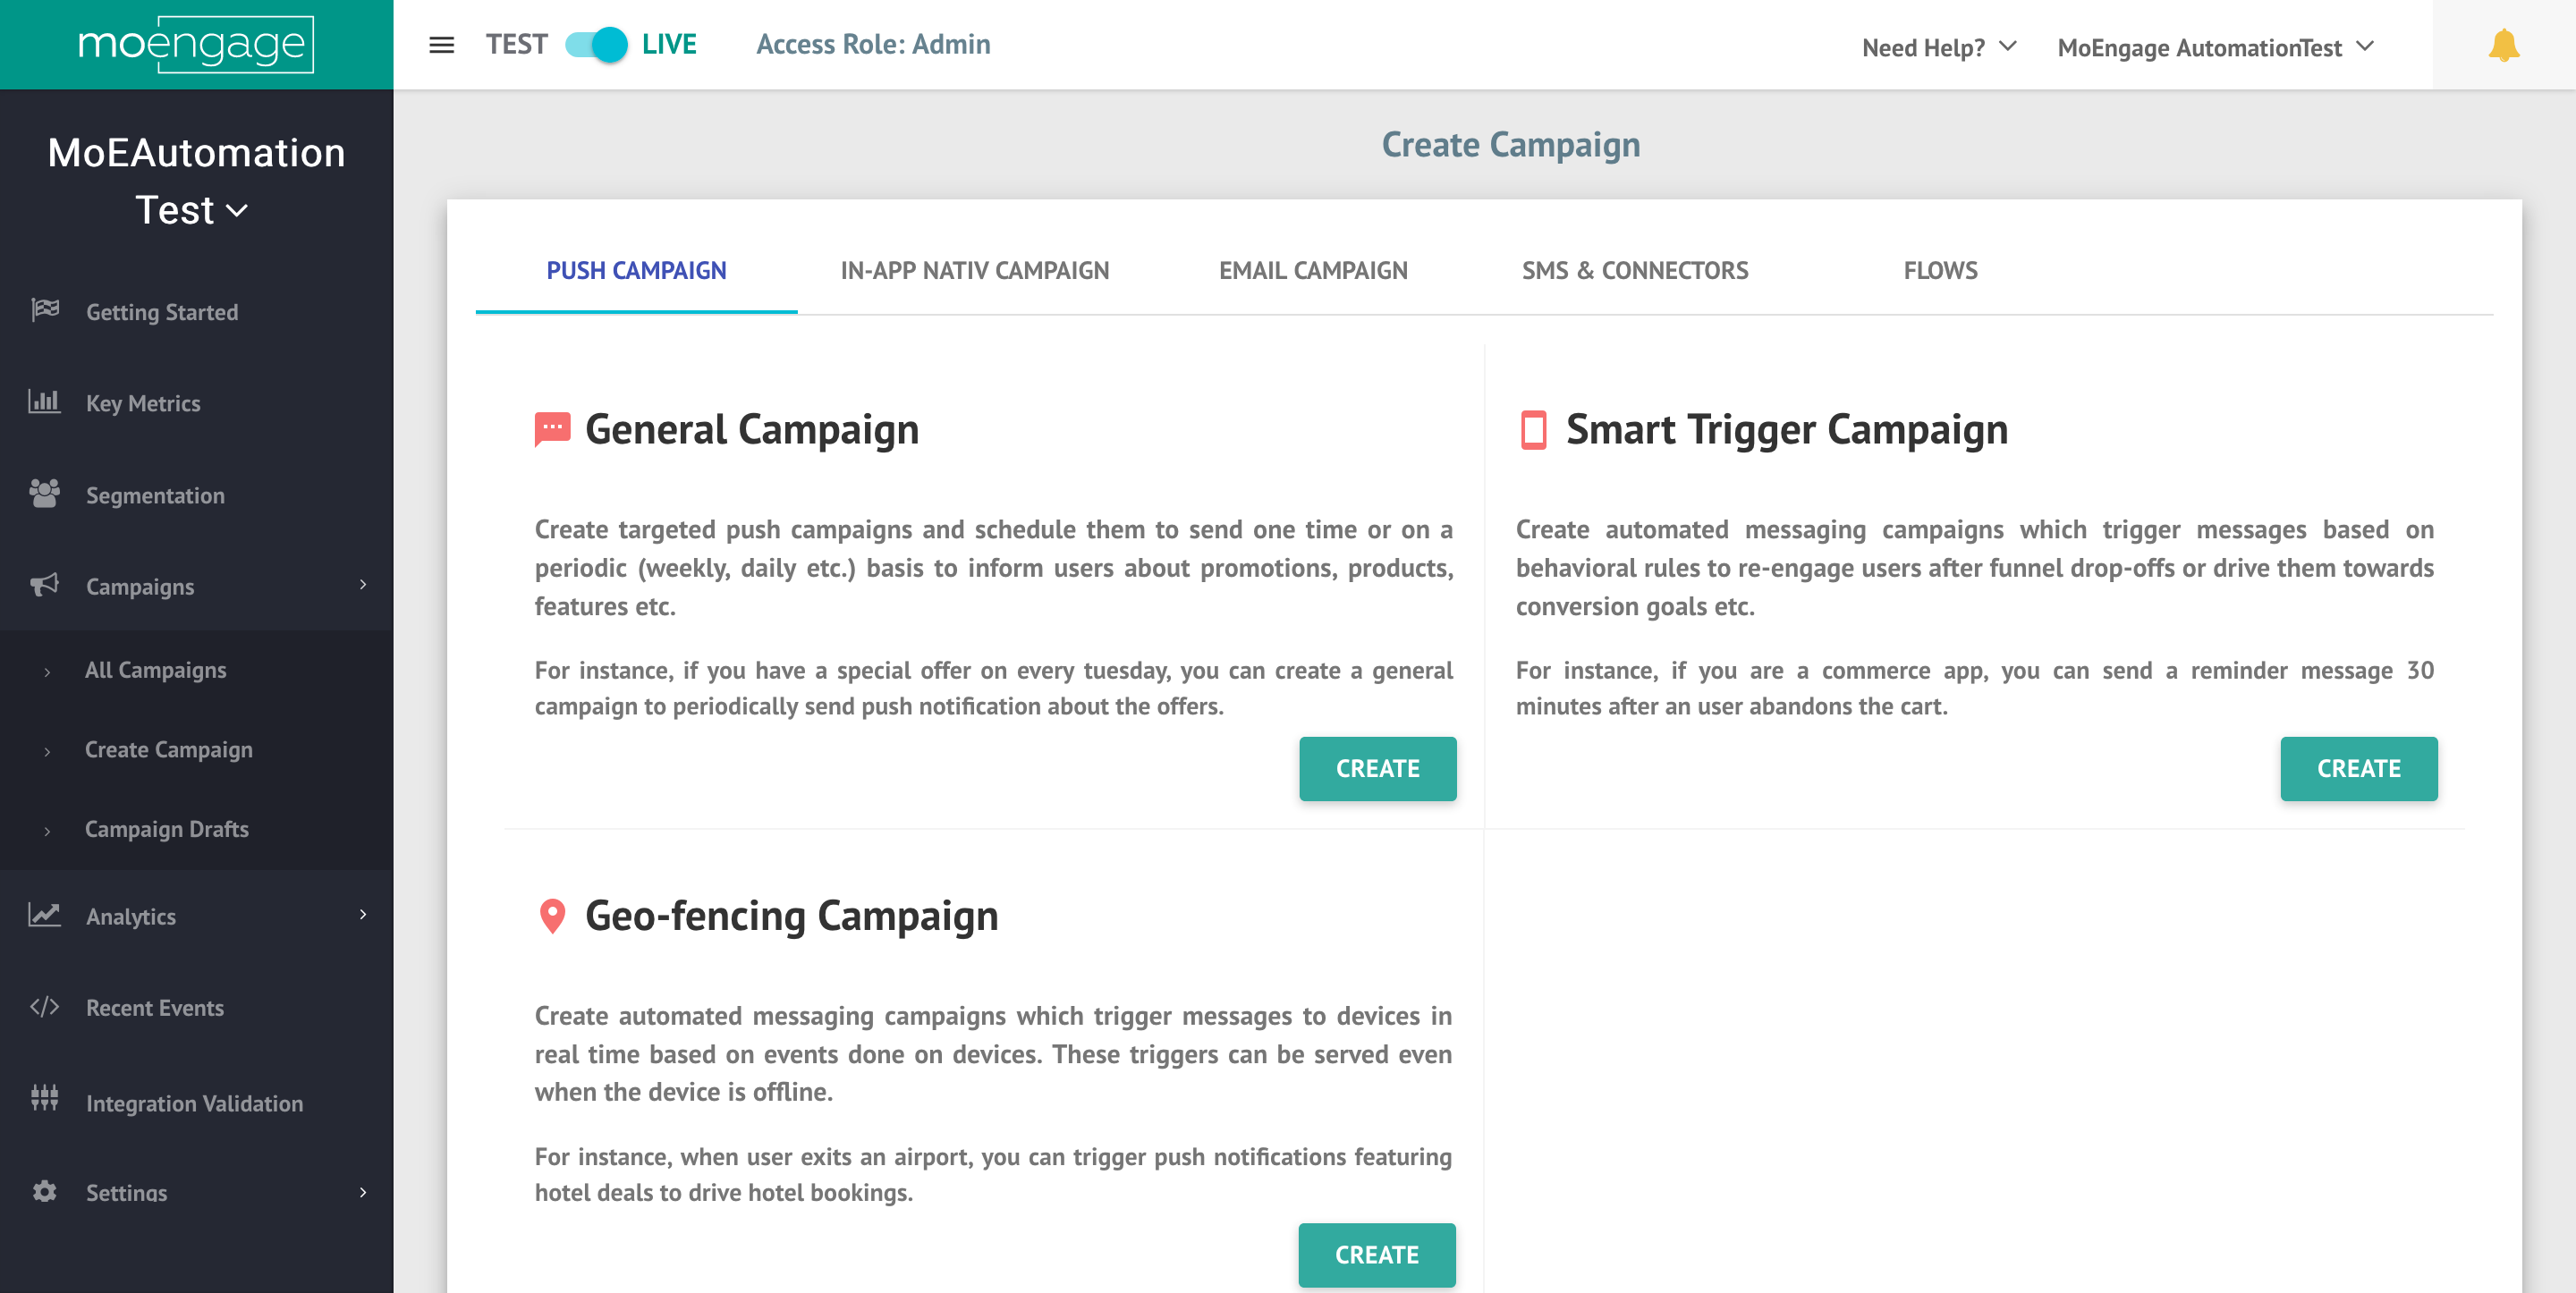 moengage
TEST LIVE
Access Role: Admin
Need Help?
MoEngage AutomationTest
MoEAutomation
Test
Getting Started
Key Metrics
Segmentation
Campaigns
All Campaigns
Create Campaign
Campaign Drafts
Analytics
Recent Events
Integration Validation
Settings
Create Campaign
PUSH CAMPAIGN
IN-APP NATIV CAMPAIGN
EMAIL CAMPAIGN
SMS & CONNECTORS
FLOWS
General Campaign
Create targeted push campaigns and schedule them to send one time or on a
periodic (weekly, daily etc.) basis to inform users about promotions, products,
features etc.
For instance, if you have a special offer on every tuesday, you can create a general
campaign to periodically send push notification about the offers.
CREATE
Smart Trigger Campaign
Create automated messaging campaigns which trigger messages based on
behavioral rules to re-engage users after funnel drop-offs or drive them towards
conversion goals etc.
For instance, if you are a commerce app, you can send a reminder message 30
minutes after an user abandons the cart.
CREATE
Geo-fencing Campaign
Create automated messaging campaigns which trigger messages to devices in
real time based on events done on devices. These triggers can be served even
when the device is offline.
For instance, when user exits an airport, you can trigger push notifications featuring
hotel deals to drive hotel bookings.
CREATE